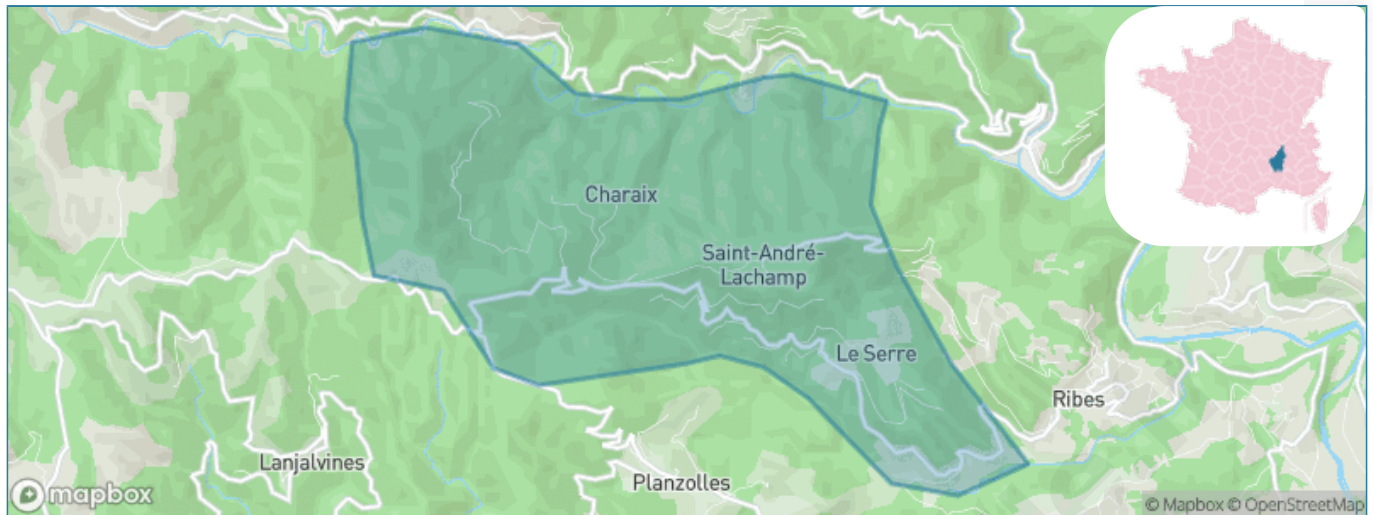 Charaix
Saint-André-
Lachamp
Le Serre
Ribes
Lanjalvines
Planzolles
mapbox
© Mapbox © OpenStreetMap